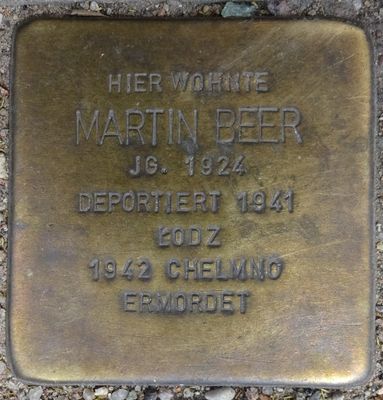 HIER WOHNTE
MARTIN BEER
JG. 1924
DEPORTIERT 1941
ŁODZ
1942 CHELMNO
ERMORDET